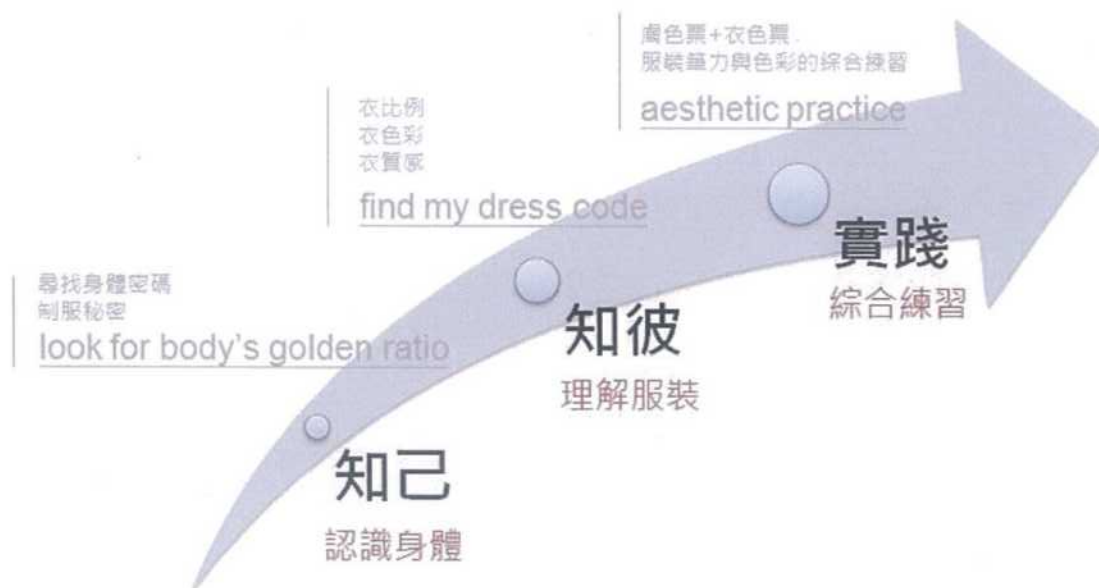 膚色票+衣色票
服裝筆力與色彩的綜合練習
aesthetic practice
衣比例
衣色彩
衣質感
find my dress code
實踐
綜合練習
尋找身體密碼
制服秘密
look for body's golden ratio
知彼
理解服裝
知己
認識身體